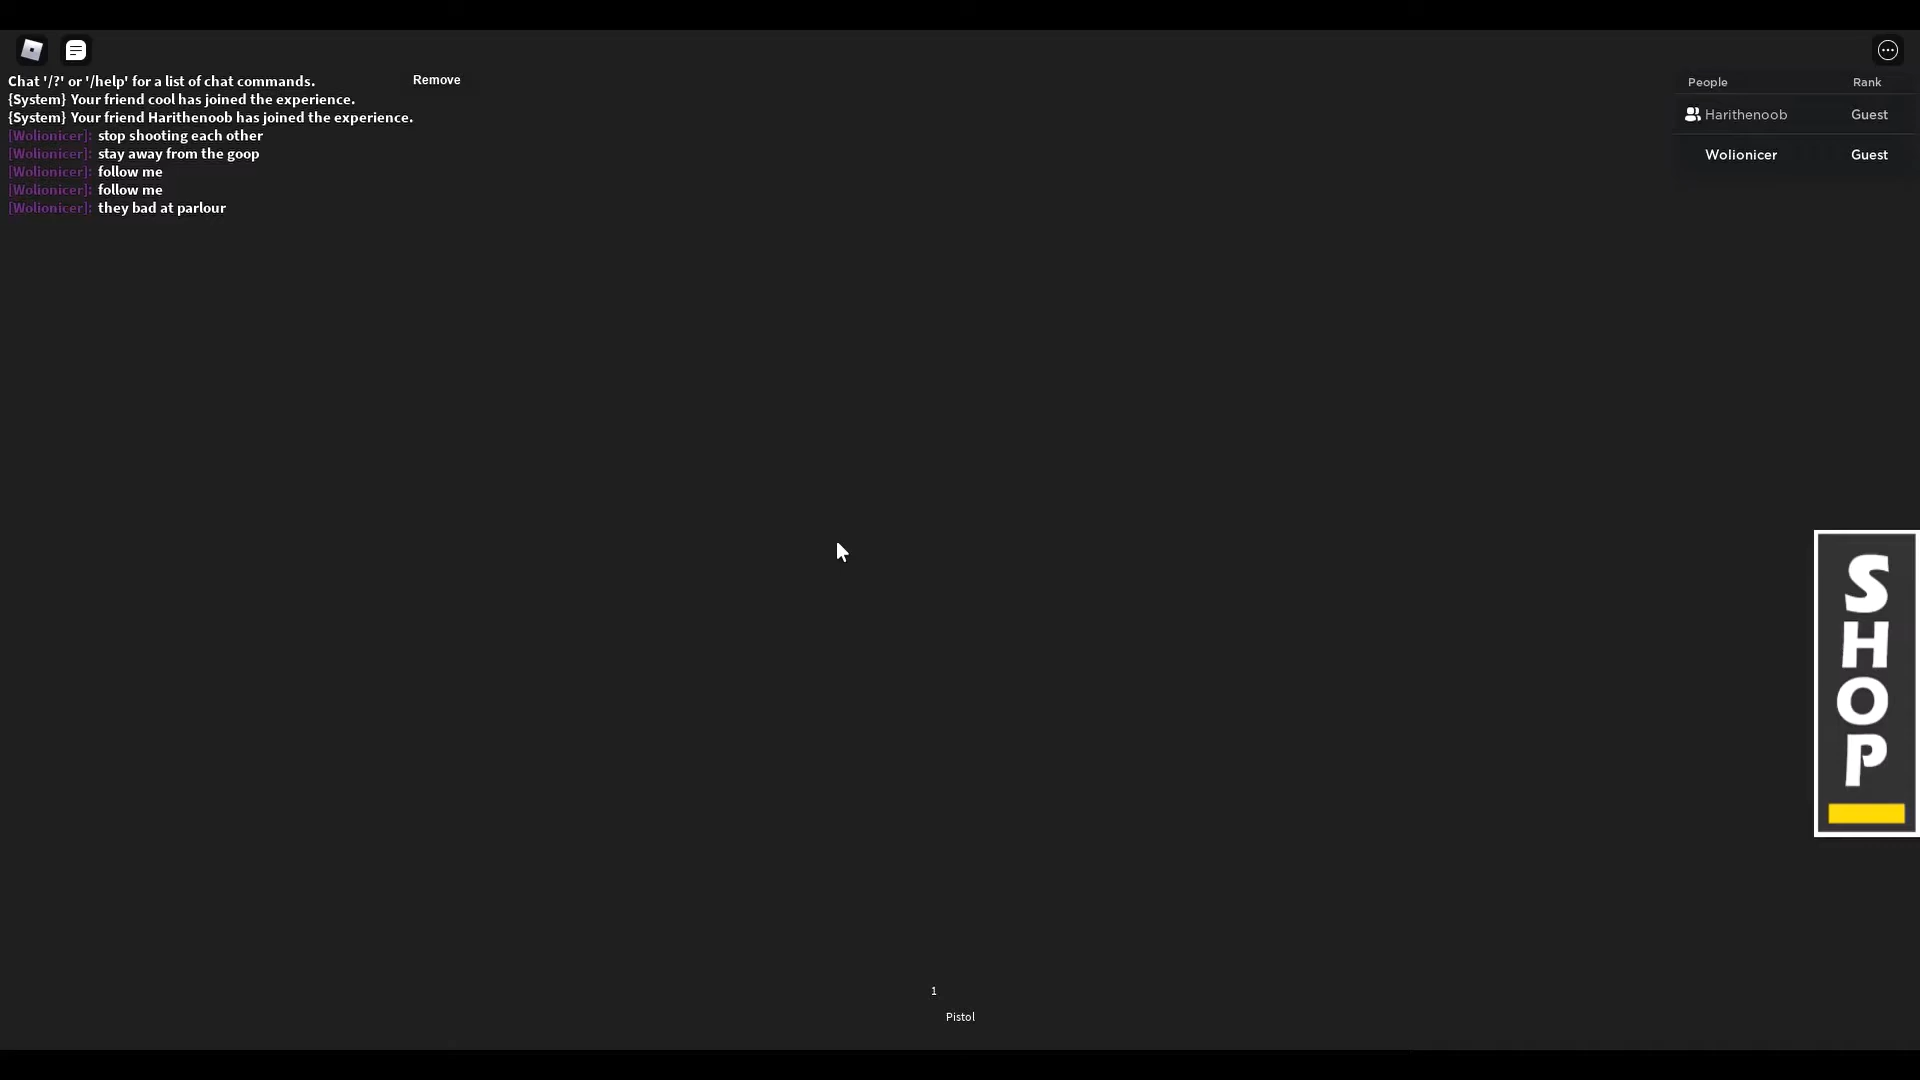 Chat '/?' or '/help' for a list of chat commands.
Remove
{System} Your friend cool has joined the experience.
{System} Your friend Harithenoob has joined the experience.
[Wolionicer]: stop shooting each other
[Wolionicer]: stay away from the goop
[Wolionicer]: follow me
[Wolionicer]: follow me
[Wolionicer]: they bad at parlour
People Rank
Harithenoob Guest
Wolionicer Guest
SHOP
1
Pistol